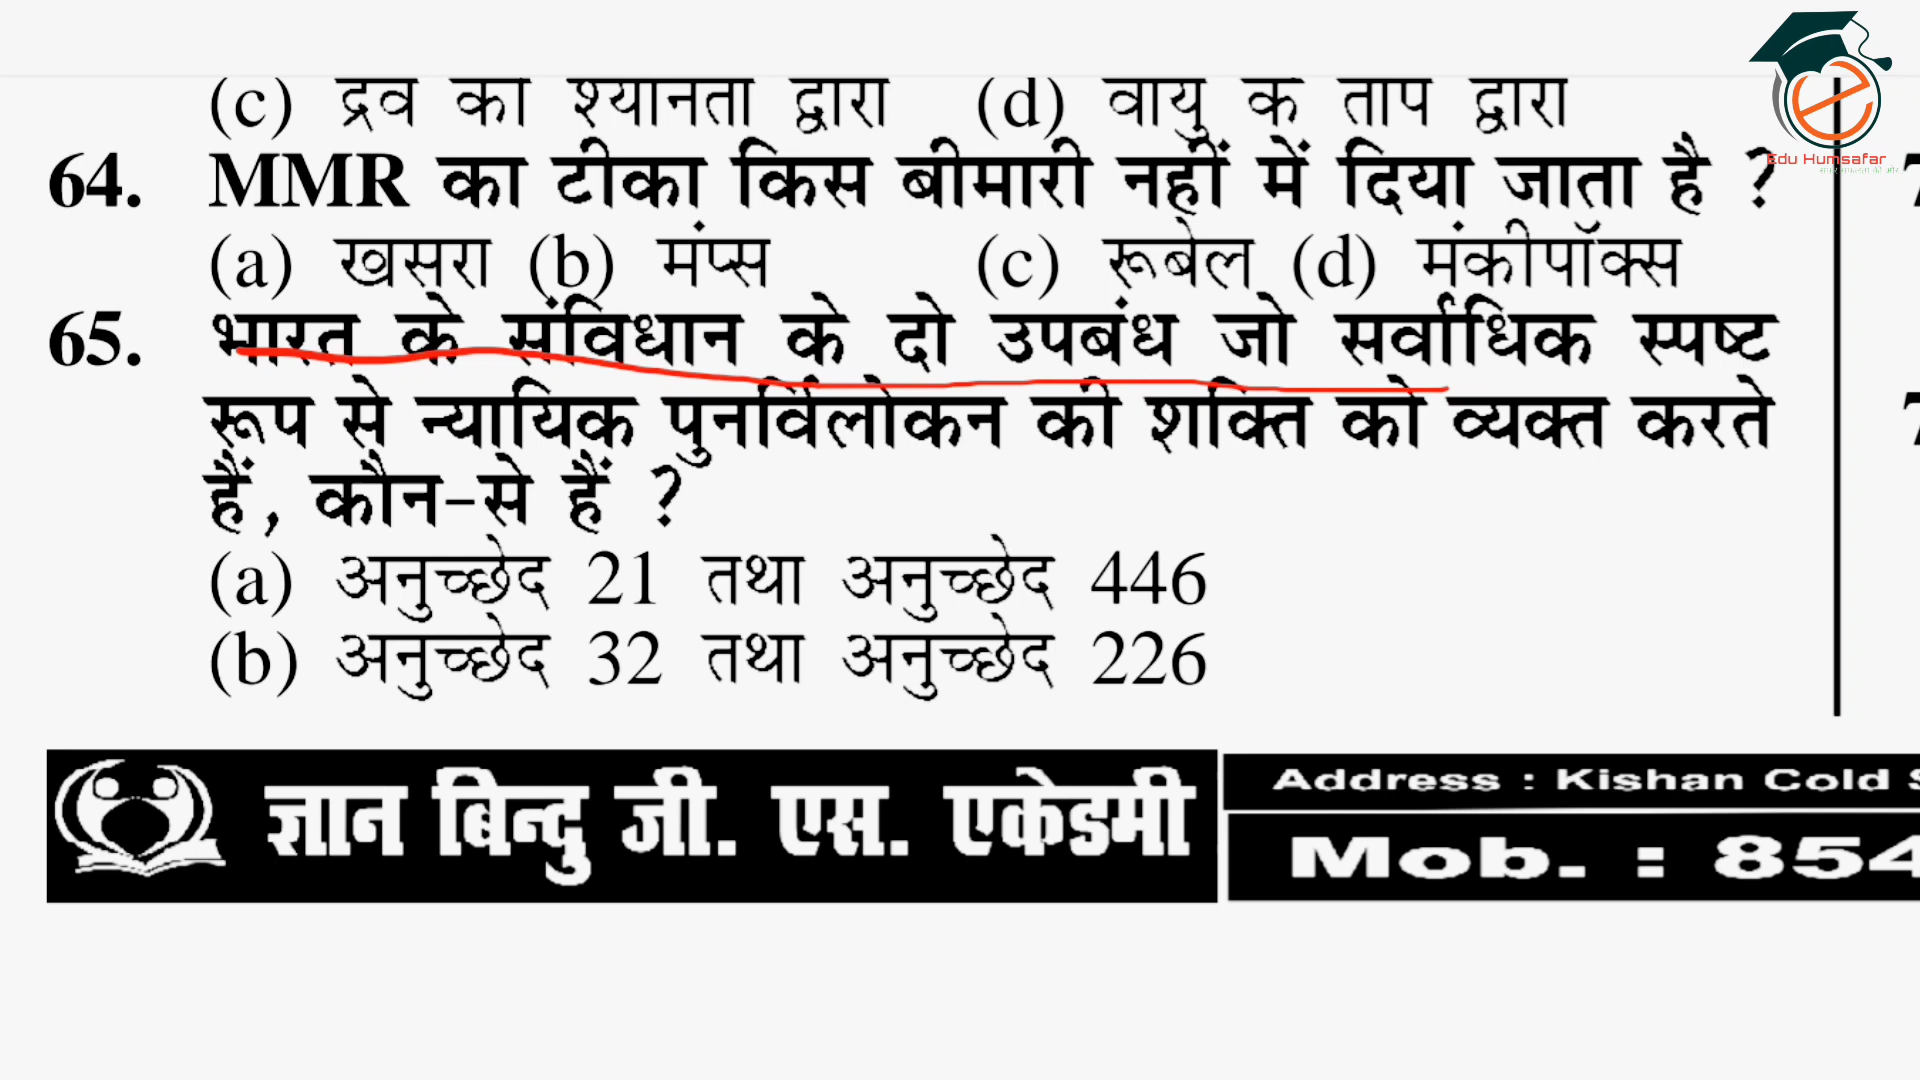 (c) द्रव की श्यानता द्वारा (d) वायु के ताप द्वारा
Edu Humsafar
64. MMR का टीका किस बीमारी नहीं में दिया जाता है ?
(a) खसरा (b) मंप्स (c) रूबेल (d) मंकीपॉक्स
65. भारत के संविधान के दो उपबंध जो सर्वाधिक स्पष्ट
रूप से न्यायिक पुनर्विलोकन की शक्ति को व्यक्त करते
हैं, कौन-से हैं ?
(a) अनुच्छेद 21 तथा अनुच्छेद 446
(b) अनुच्छेद 32 तथा अनुच्छेद 226
ज्ञान बिन्दु जी. एस. एकेडमी
Address : Kishan Cold
Mob. : 854